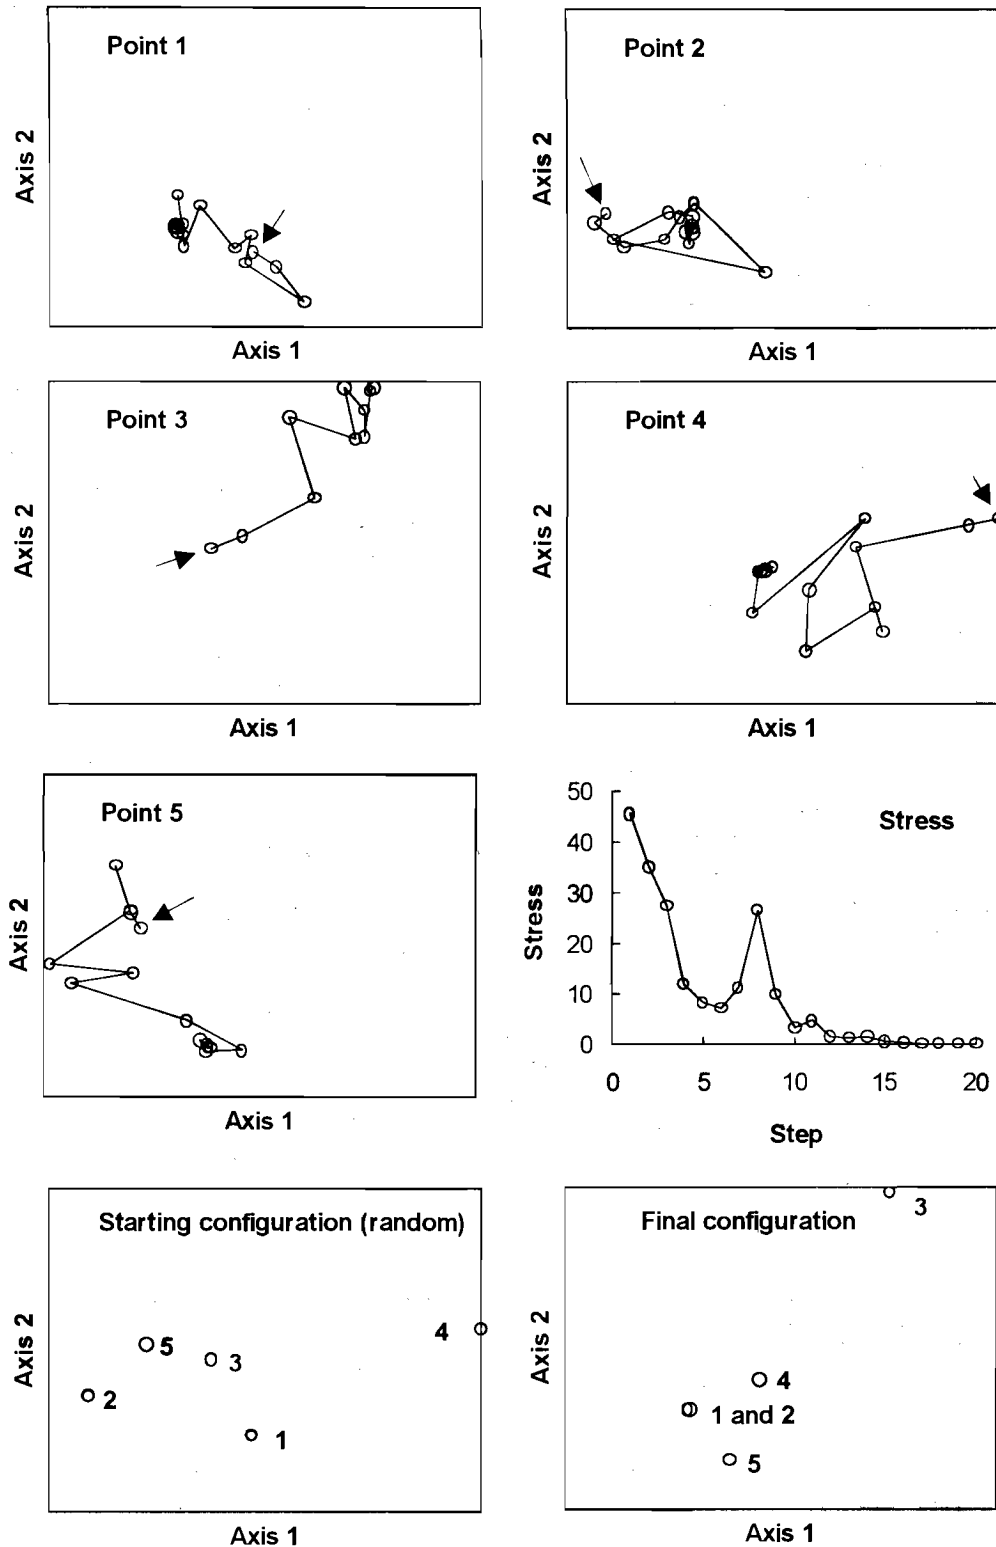 Point 1
Axis 2
Axis 1
Point 2
Axis 2
Axis 1
Point 3
Axis 2
Axis 1
Point 4
Axis 2
Axis 1
Point 5
Axis 2
Axis 1
Stress
Stress
50
40
30
20
10
0
0 5 10 15 20
Step
Starting configuration (random)
4
5
3
2
1
Axis 2
Axis 1
Final configuration
3
4
1 and 2
5
Axis 2
Axis 1